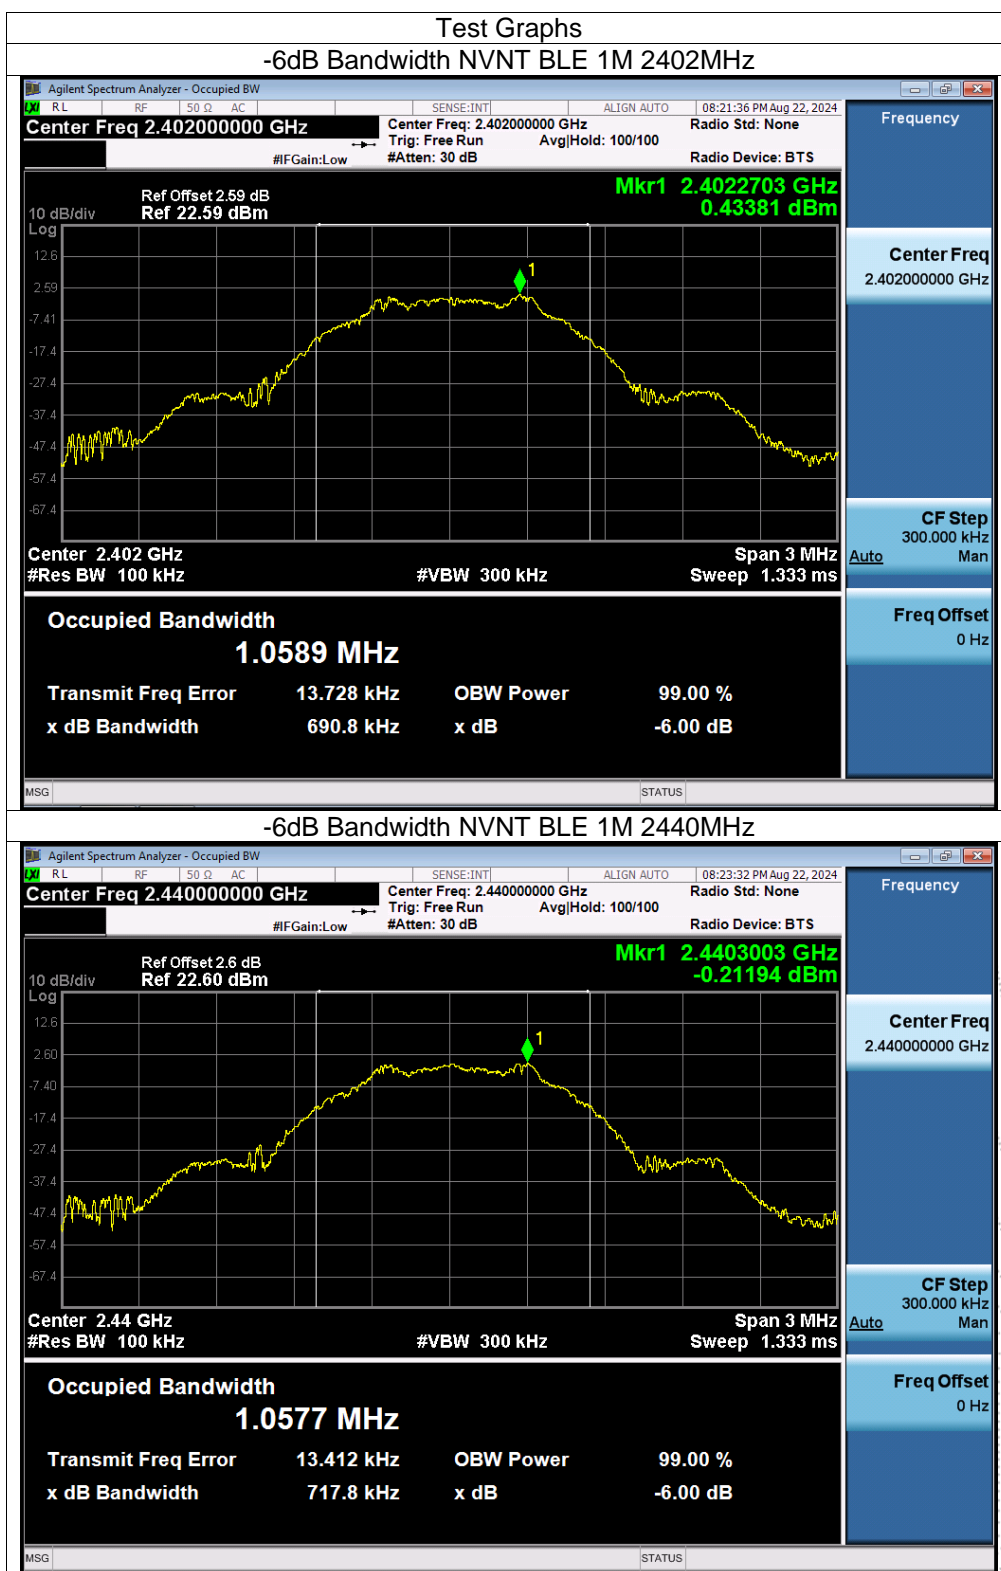 Test Graphs
-6dB Bandwidth NVNT BLE 1M 2402MHz
Agilent Spectrum Analyzer - Occupied BW
LXI RL RF 50 Ω AC SENSE:INT ALIGN AUTO 08:21:36 PM Aug 22, 2024
Center Freq 2.402000000 GHz
Center Freq: 2.402000000 GHz
Radio Std: None
Trig: Free Run Avg|Hold: 100/100
#IFGain:Low #Atten: 30 dB Radio Device: BTS
Frequency
Mkr1 2.4022703 GHz
0.43381 dBm
Ref Offset 2.59 dB
10 dB/div Ref 22.59 dBm
Log
12.6
2.59
-7.41
-17.4
-27.4
-37.4
-47.4
-57.4
-67.4
1
Center Freq
2.402000000 GHz
Center 2.402 GHz Span 3 MHz
#Res BW 100 kHz #VBW 300 kHz Sweep 1.333 ms
CF Step
300.000 kHz
Auto Man
Freq Offset
0 Hz
Occupied Bandwidth
1.0589 MHz
Transmit Freq Error 13.728 kHz OBW Power 99.00 %
x dB Bandwidth 690.8 kHz x dB -6.00 dB
MSG STATUS
-6dB Bandwidth NVNT BLE 1M 2440MHz
Agilent Spectrum Analyzer - Occupied BW
LXI RL RF 50 Ω AC SENSE:INT ALIGN AUTO 08:23:32 PM Aug 22, 2024
Center Freq 2.440000000 GHz
Center Freq: 2.440000000 GHz
Radio Std: None
Trig: Free Run Avg|Hold: 100/100
#IFGain:Low #Atten: 30 dB Radio Device: BTS
Frequency
Mkr1 2.4403003 GHz
-0.21194 dBm
Ref Offset 2.6 dB
10 dB/div Ref 22.60 dBm
Log
12.6
2.60
-7.40
-17.4
-27.4
-37.4
-47.4
-57.4
-67.4
1
Center Freq
2.440000000 GHz
Center 2.44 GHz Span 3 MHz
#Res BW 100 kHz #VBW 300 kHz Sweep 1.333 ms
CF Step
300.000 kHz
Auto Man
Freq Offset
0 Hz
Occupied Bandwidth
1.0577 MHz
Transmit Freq Error 13.412 kHz OBW Power 99.00 %
x dB Bandwidth 717.8 kHz x dB -6.00 dB
MSG STATUS